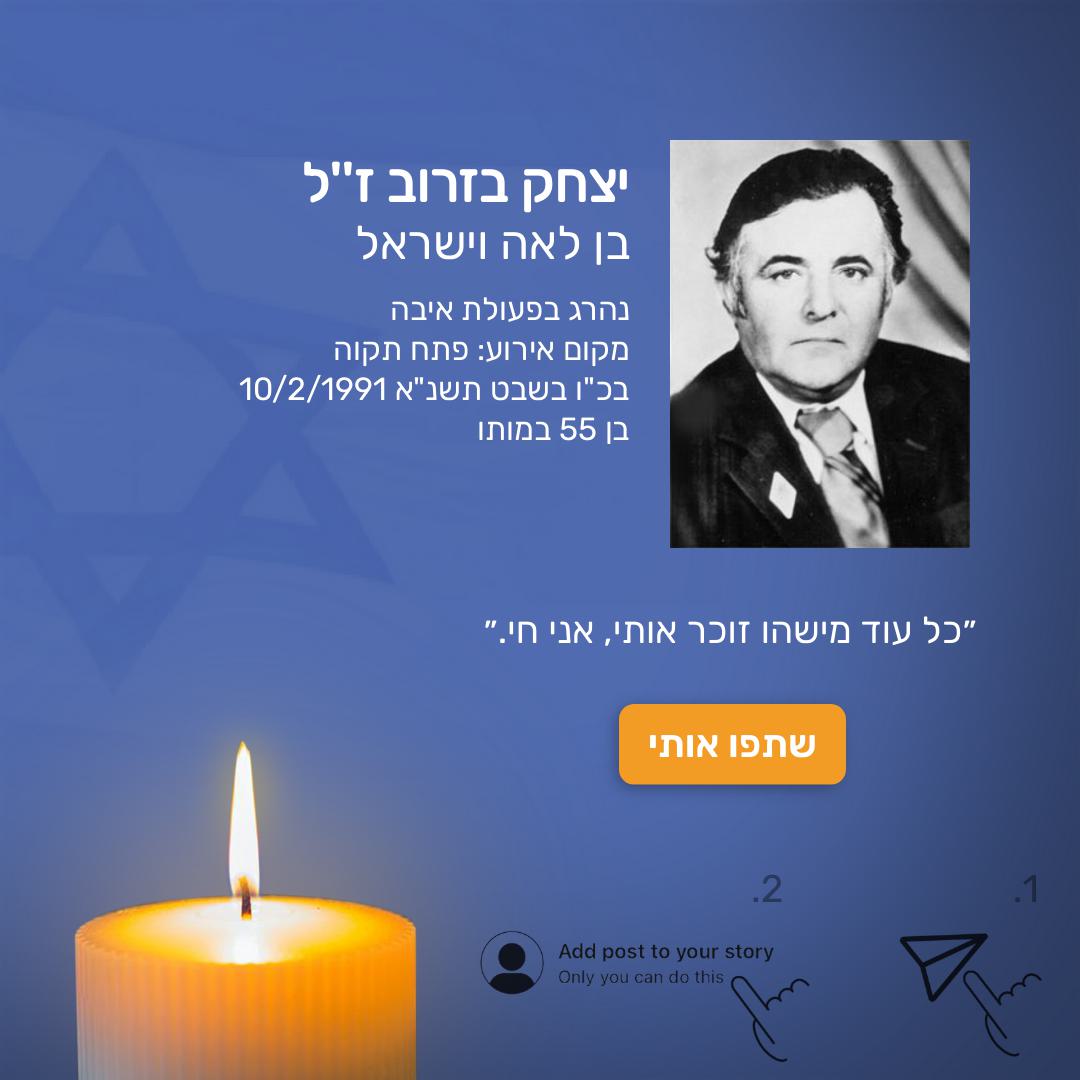 יצחק בזרוב ז"ל
בן לאה וישראל
נהרג בפעולת איבה
מקום אירוע: פתח תקוה
בכ"ו בשבט תשנ"א 10/2/1991
בן 55 במותו
״כל עוד מישהו זוכר אותי, אני חי.״
שתפו אותי
1.
2.
Add post to your story
Only you can do this